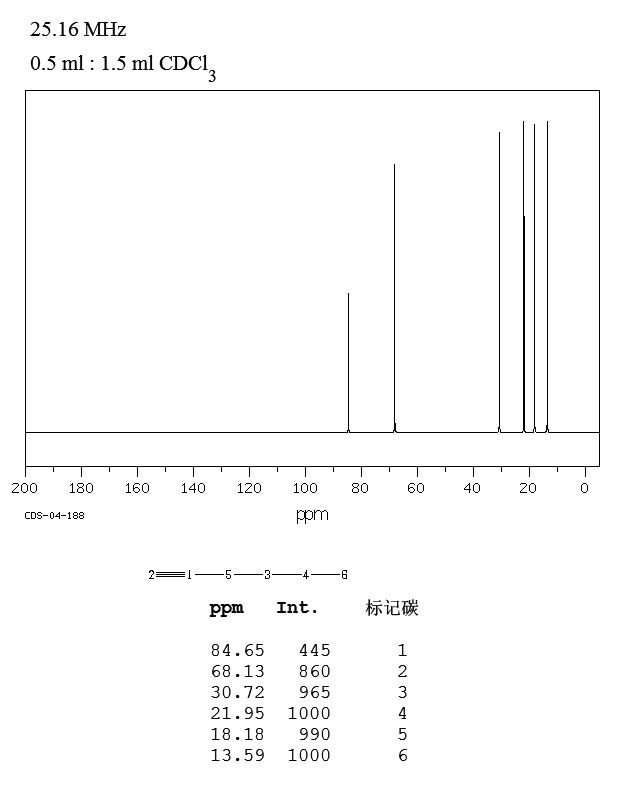 25.16 MHz
0.5 ml : 1.5 ml CDCl3
200 180 160 140 120 100 80 60 40 20 0
CDS-04-188
ppm
2 1 5 3 4 6
ppm Int. 标记碳
84.65 445 1
68.13 860 2
30.72 965 3
21.95 1000 4
18.18 990 5
13.59 1000 6